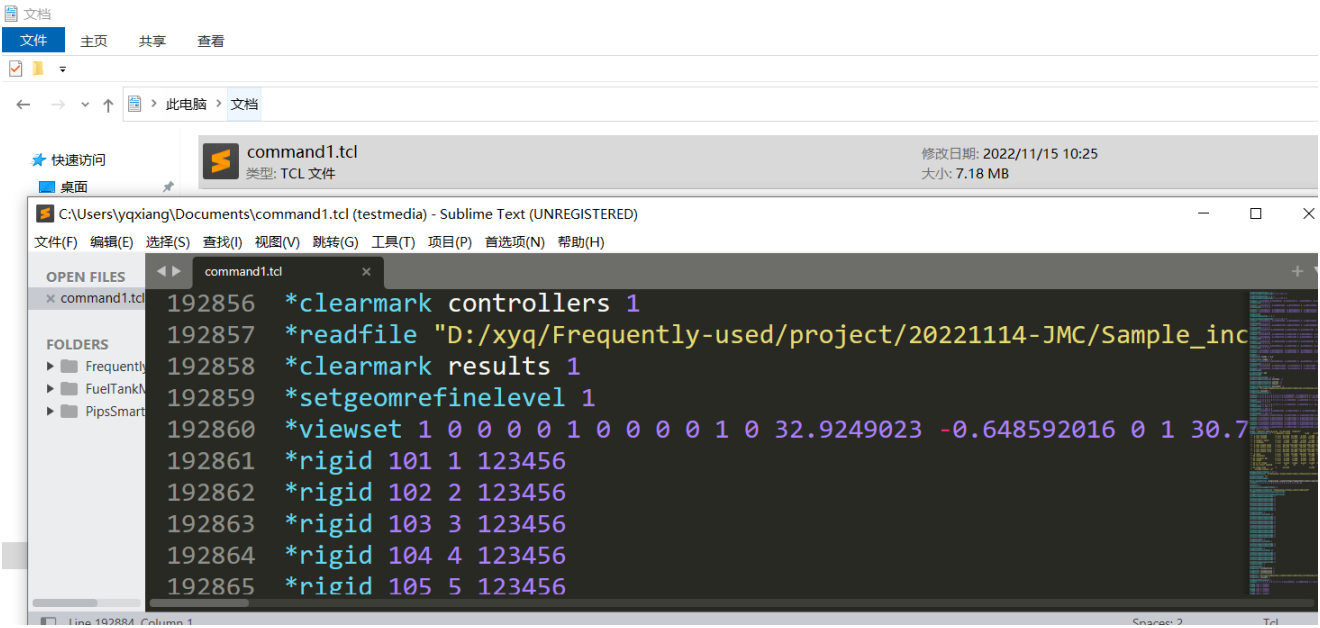 文档
文件 主页 共享 查看
此电脑 文档
快速访问
桌面
command1.tcl
类型: TCL 文件
修改日期: 2022/11/15 10:25
大小: 7.18 MB
C:\Users\yqxiang\Documents\command1.tcl (testmedia) - Sublime Text (UNREGISTERED)
文件(F) 编辑(E) 选择(S) 查找(I) 视图(V) 跳转(G) 工具(T) 项目(P) 首选项(N) 帮助(H)
OPEN FILES
command1.tcl
FOLDERS
Frequently
FuelTankM
PipsSmart
command1.tcl
192856 *clearmark controllers 1
192857 *readfile "D:/xyq/Frequently-used/project/20221114-JMC/Sample_inc
192858 *clearmark results 1
192859 *setgeomrefinelevel 1
192860 *viewset 1 0 0 0 0 1 0 0 0 0 1 0 32.9249023 -0.648592016 0 1 30.7
192861 *rigid 101 1 123456
192862 *rigid 102 2 123456
192863 *rigid 103 3 123456
192864 *rigid 104 4 123456
192865 *rigid 105 5 123456
Line 192884, Column 1
Spaces: 2
Tcl